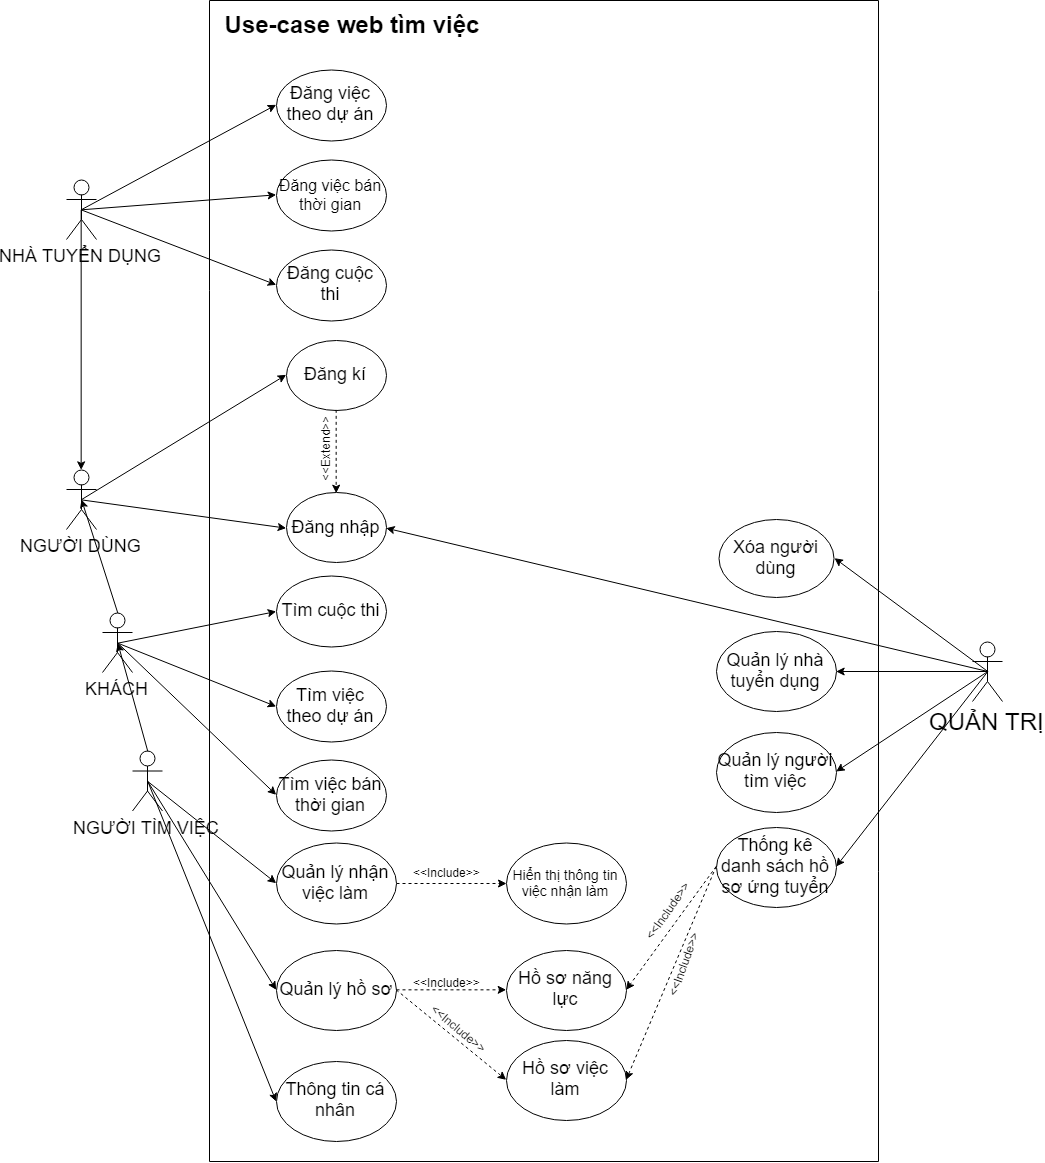 Use-case web tìm việc
Đăng việc
theo dự án
Đăng việc bán
thời gian
NHÀ TUYỂN DỤNG
Đăng cuộc
thi
Đăng kí
<<Extend>>
Đăng nhập
NGƯỜI DÙNG
Xóa người
dùng
Tìm cuộc thi
KHÁCH
Quản lý nhà
tuyển dụng
QUẢN TRỊ
Tìm việc
theo dự án
Quản lý người
tìm việc
Tìm việc bán
thời gian
NGƯỜI TÌM VIỆC
Thống kê
danh sách hồ
sơ ứng tuyển
Quản lý nhận
việc làm
<<Include>>
Hiển thị thông tin
việc nhận làm
<<Include>>
<<Include>>
Quản lý hồ sơ
<<Include>>
Hồ sơ năng
lực
<<Include>>
Hồ sơ việc
làm
Thông tin cá
nhân